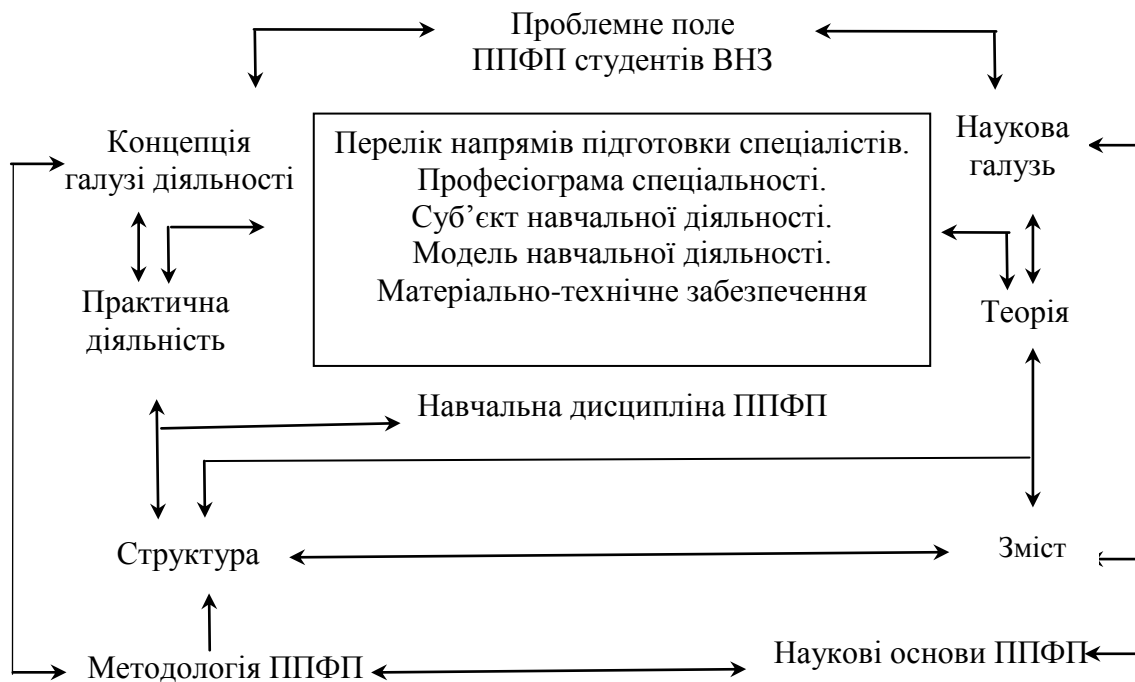 Проблемне поле
ППФП студентів ВНЗ
Концепція
галузі діяльності
Перелік напрямів підготовки спеціалістів.
Професіограма спеціальності.
Суб’єкт навчальної діяльності.
Модель навчальної діяльності.
Матеріально-технічне забезпечення
Наукова
галузь
Практична
діяльність
Теорія
Навчальна дисципліна ППФП
Структура
Зміст
Методологія ППФП
Наукові основи ППФП